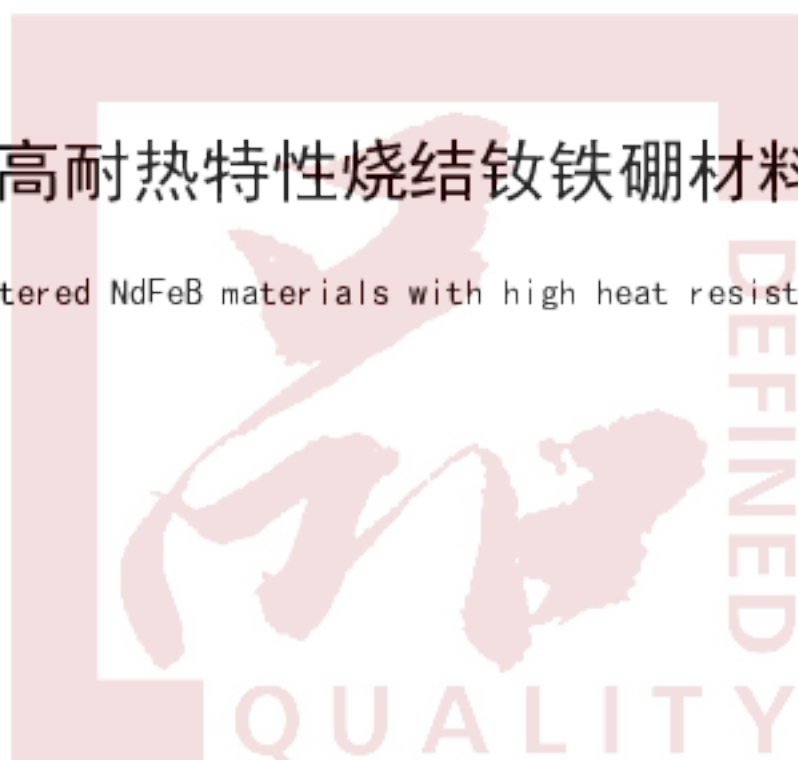 高耐热特性烧结钕铁硼材料
tered NdFeB materials with high heat resist
DEFINED
QUALITY